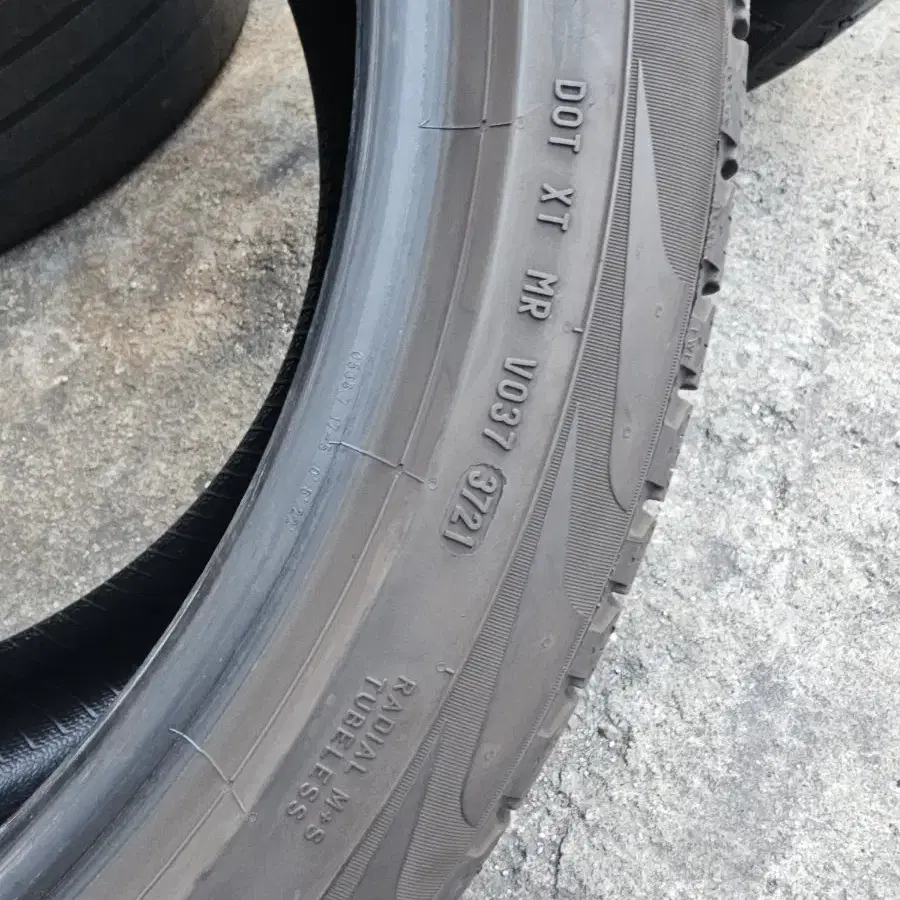 DOT XT MR V037 3721
RADIAL M+S
TUBELESS